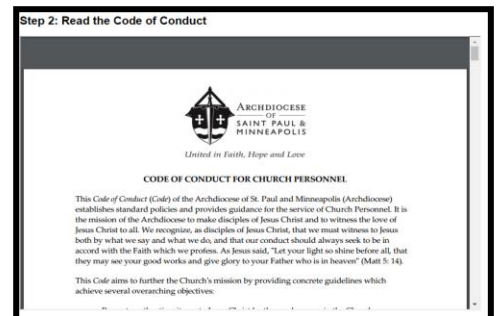 Step 2: Read the Code of Conduct
ARCHDIOCESE
OF
SAINT PAUL &
MINNEAPOLIS
United in Faith, Hope and Love
CODE OF CONDUCT FOR CHURCH PERSONNEL
This Code of Conduct (Code) of the Archdiocese of St. Paul and Minneapolis (Archdiocese)
establishes standard policies and provides guidance for the service of Church Personnel. It is
the mission of the Archdiocese to make disciples of Jesus Christ and to witness the love of
Jesus Christ to all. We recognize, as disciples of Jesus Christ, that we must witness to Jesus
both by what we say and what we do, and that our conduct should always seek to be in
accord with the Faith which we profess. As Jesus said, "Let your light so shine before all, that
they may see your good works and give glory to your Father who is in heaven" (Matt 5: 14).
This Code aims to further the Church's mission by providing concrete guidelines which
achieve several overarching objectives: